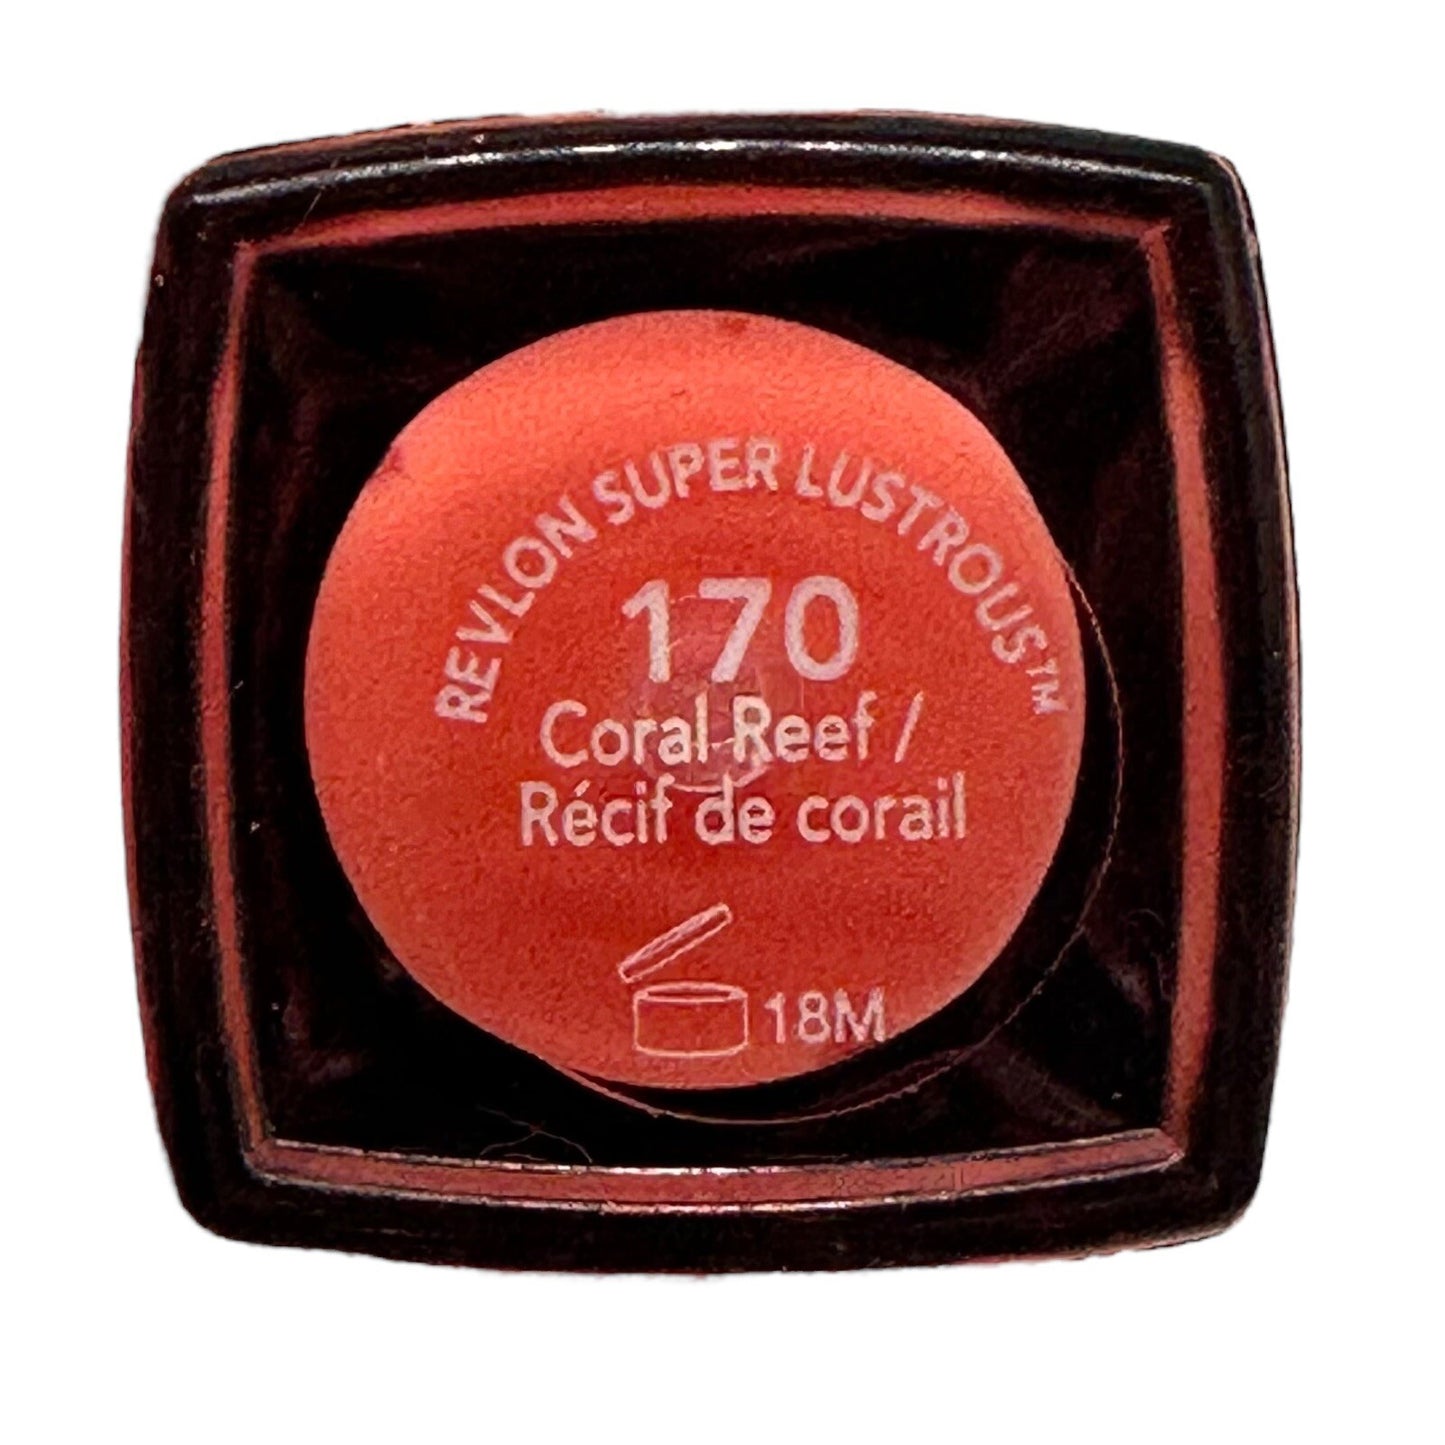 REVLON SUPER LUSTROUS™
170
Coral Reef /
Récif de corail
18M